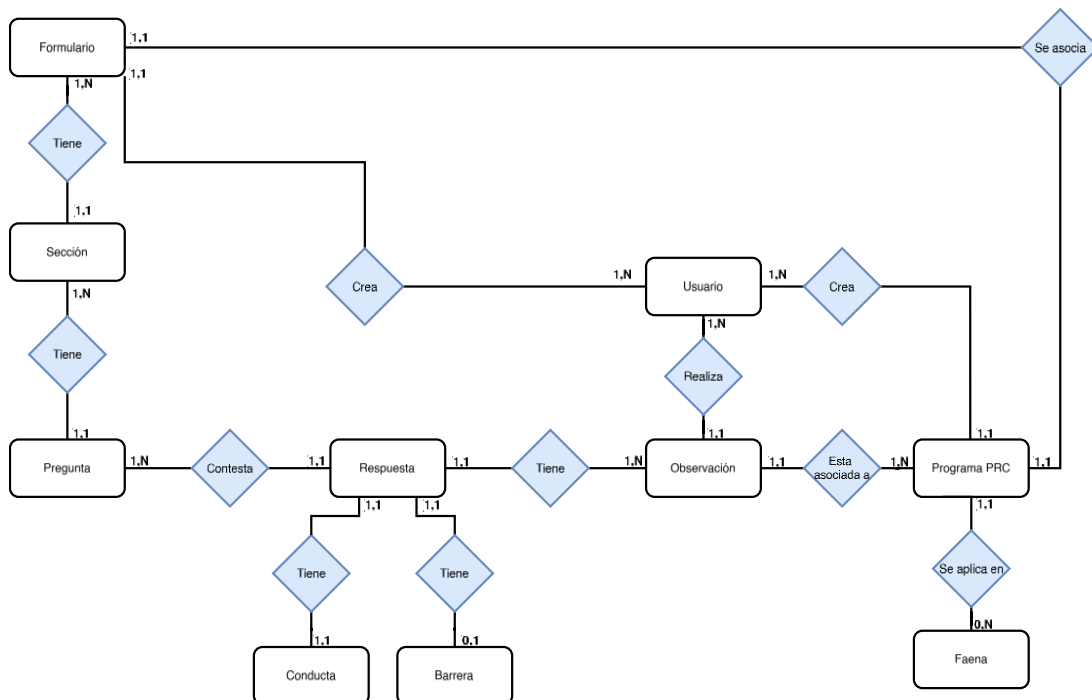 Formulario
1,1
Se asocia
1,1
1,N
Tiene
1,1
Sección
1,N
Crea
1,N
Usuario
1,N
Crea
1,N
Tiene
Realiza
1,1
1,1
1,1
Pregunta
1,N
Contesta
1,1
Respuesta
1,1
Tiene
1,N
Observación
1,1
Esta
asociada a
1,N
Programa PRC
1,1
1,1
1,1
1,1
Tiene
Tiene
Se aplica en
1,1
0,1
0,N
Conducta
Barrera
Faena